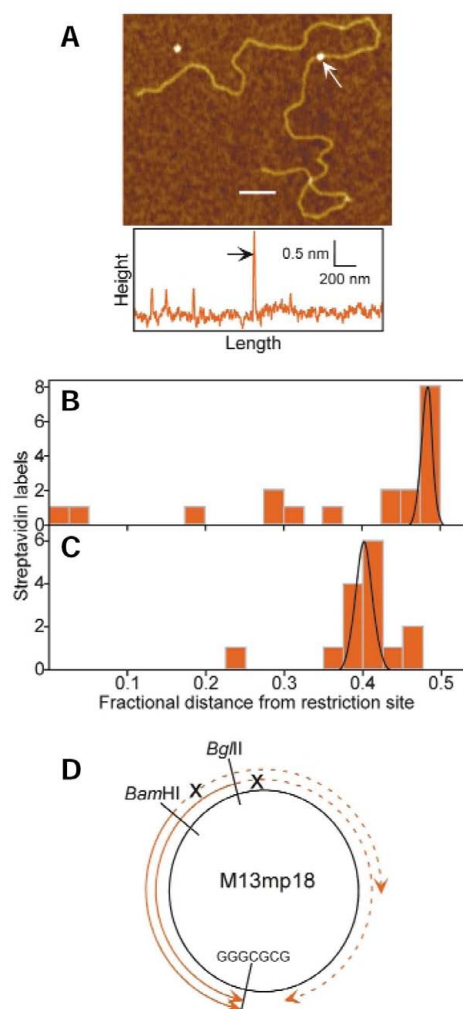 A
Height
0.5 nm
200 nm
Length
Streptavidin labels
B
8
6
4
2
0
C
6
4
2
0
0.1 0.2 0.3 0.4 0.5
Fractional distance from restriction site
D
BglII
BamHI
X X
M13mp18
GGGCGCG